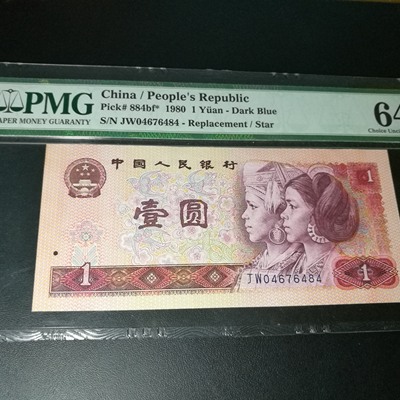 PMG
PAPER MONEY GUARANTY
China / People's Republic
Pick# 884bf* 1980 1 Yüan - Dark Blue
S/N JW04676484 - Replacement / Star
64
中国人民银行
壹圆
1
1
1
JW04676484